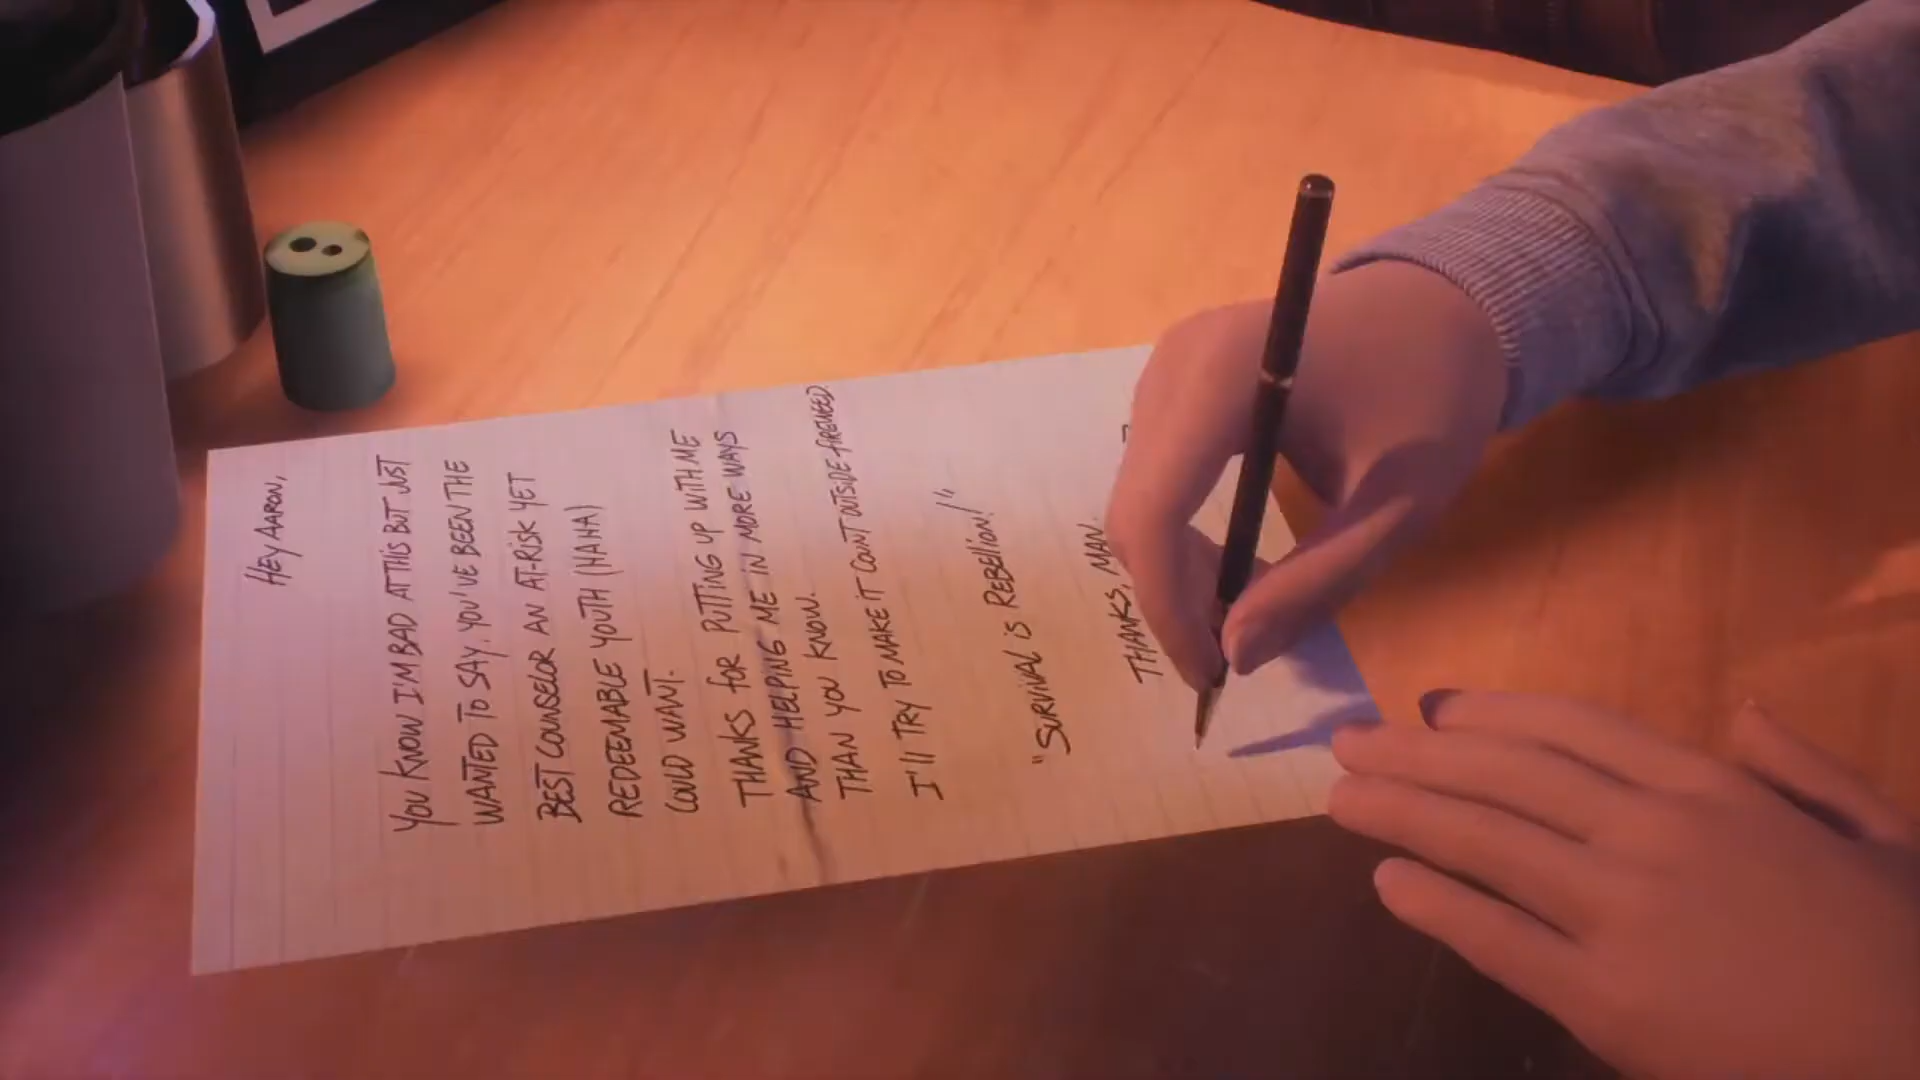 HEY AARON,
YOU KNOW I'M BAD AT THIS BUT JUST
WANTED TO SAY, YOU'VE BEEN THE
BEST COUNSELOR AN AT-RISK YET
REDEEMABLE YOUTH (HAHA)
COULD WANT.
THANKS FOR PUTTING UP WITH ME
AND HELPING ME IN MORE WAYS
THAN YOU KNOW.
I'll TRY TO MAKE IT COUNT OUTSIDE FIREWEED.
"SURVIVAL IS REBELLION!"
THANKS, MAN.